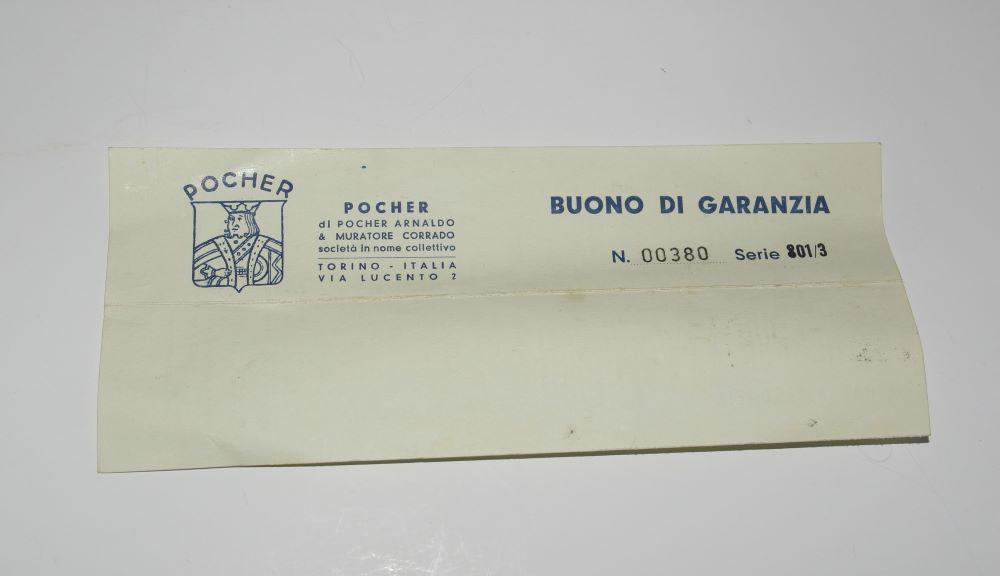 POCHER
POCHER
di POCHER ARNALDO
& MURATORE CORRADO
società in nome collettivo
TORINO - ITALIA
VIA LUCENTO 2
BUONO DI GARANZIA
N. 00380 Serie 801/3